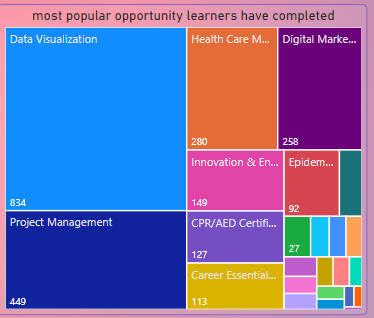 most popular opportunity learners have completed
Data Visualization
834
Health Care M...
280
Digital Marke...
258
Innovation & En...
149
Epidem...
92
Project Management
449
CPR/AED Certifi...
127
27
Career Essential...
113